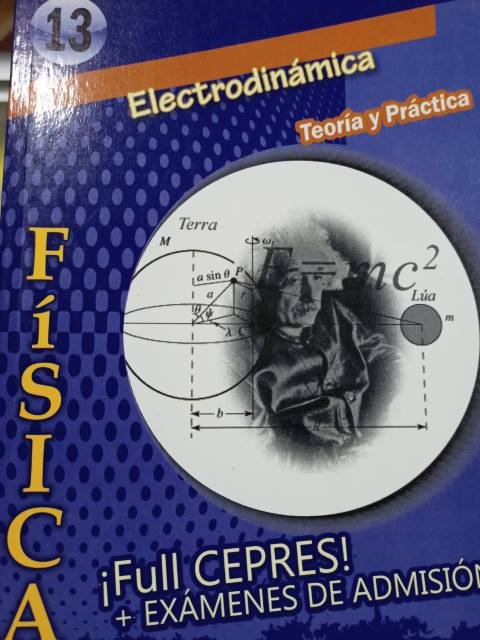 13
Electrodinámica
Teoría y Práctica
FíSICA
Terra
M
ω
a sin θ
P
E=mc²
a
r
Lúa
θ
ψ
m
λ
C
b
R
¡Full CEPRES!
+ EXÁMENES DE ADMISIÓN